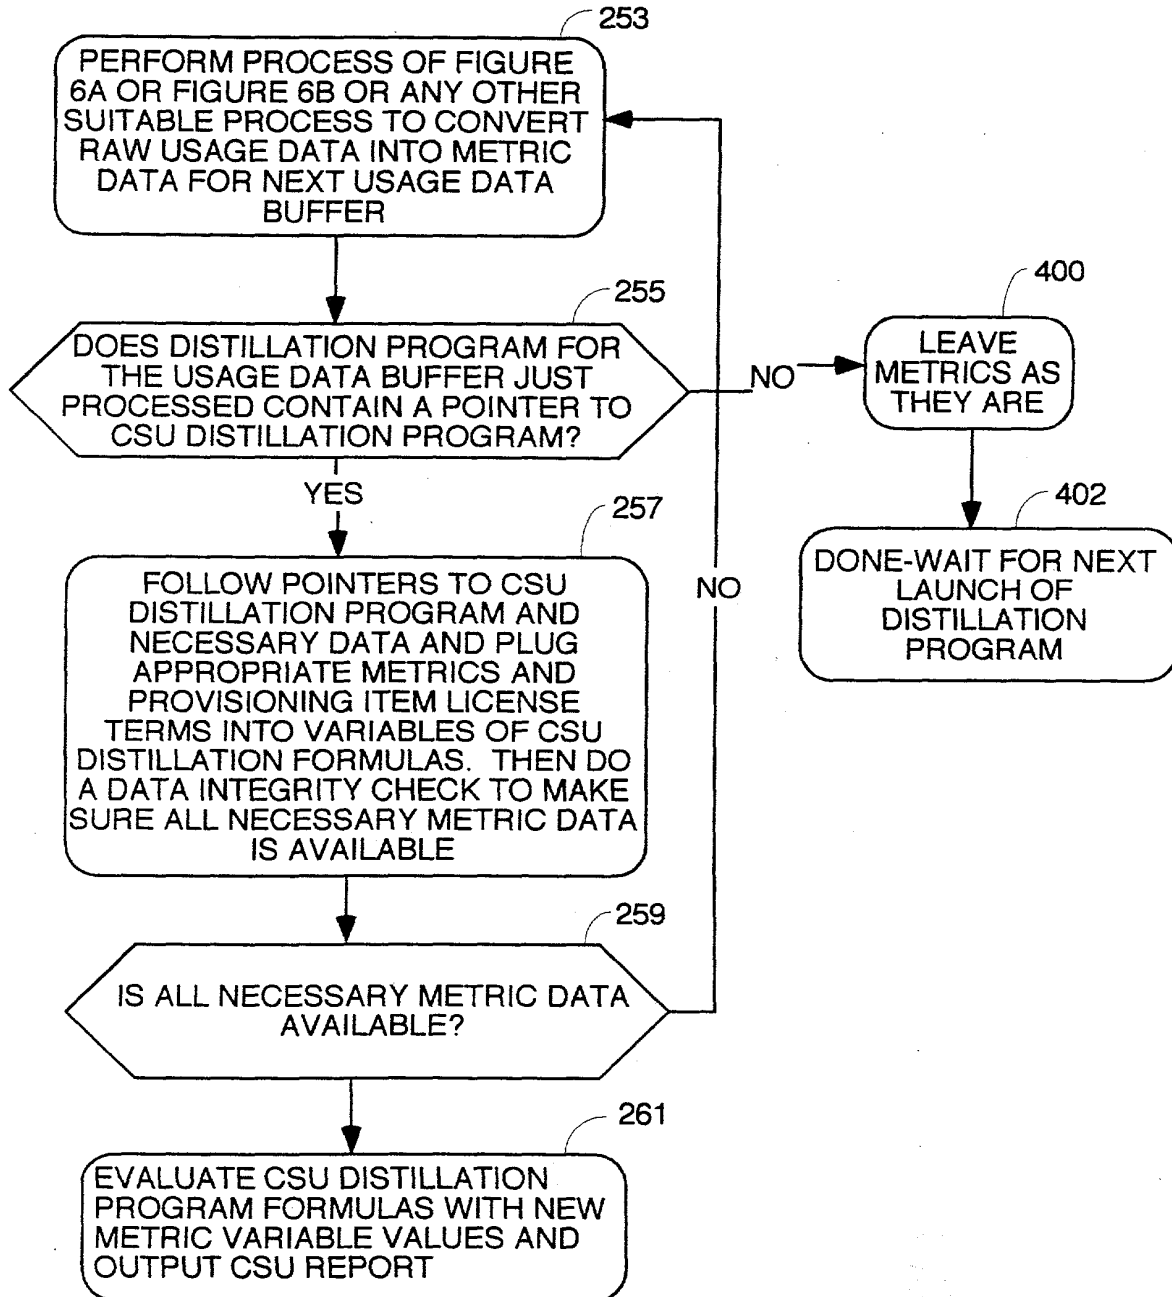 253
PERFORM PROCESS OF FIGURE
6A OR FIGURE 6B OR ANY OTHER
SUITABLE PROCESS TO CONVERT
RAW USAGE DATA INTO METRIC
DATA FOR NEXT USAGE DATA
BUFFER
255
DOES DISTILLATION PROGRAM FOR
THE USAGE DATA BUFFER JUST
PROCESSED CONTAIN A POINTER TO
CSU DISTILLATION PROGRAM?
NO
400
LEAVE
METRICS AS
THEY ARE
402
DONE-WAIT FOR NEXT
LAUNCH OF
DISTILLATION
PROGRAM
YES
257
FOLLOW POINTERS TO CSU
DISTILLATION PROGRAM AND
NECESSARY DATA AND PLUG
APPROPRIATE METRICS AND
PROVISIONING ITEM LICENSE
TERMS INTO VARIABLES OF CSU
DISTILLATION FORMULAS. THEN DO
A DATA INTEGRITY CHECK TO MAKE
SURE ALL NECESSARY METRIC DATA
IS AVAILABLE
NO
259
IS ALL NECESSARY METRIC DATA
AVAILABLE?
261
EVALUATE CSU DISTILLATION
PROGRAM FORMULAS WITH NEW
METRIC VARIABLE VALUES AND
OUTPUT CSU REPORT